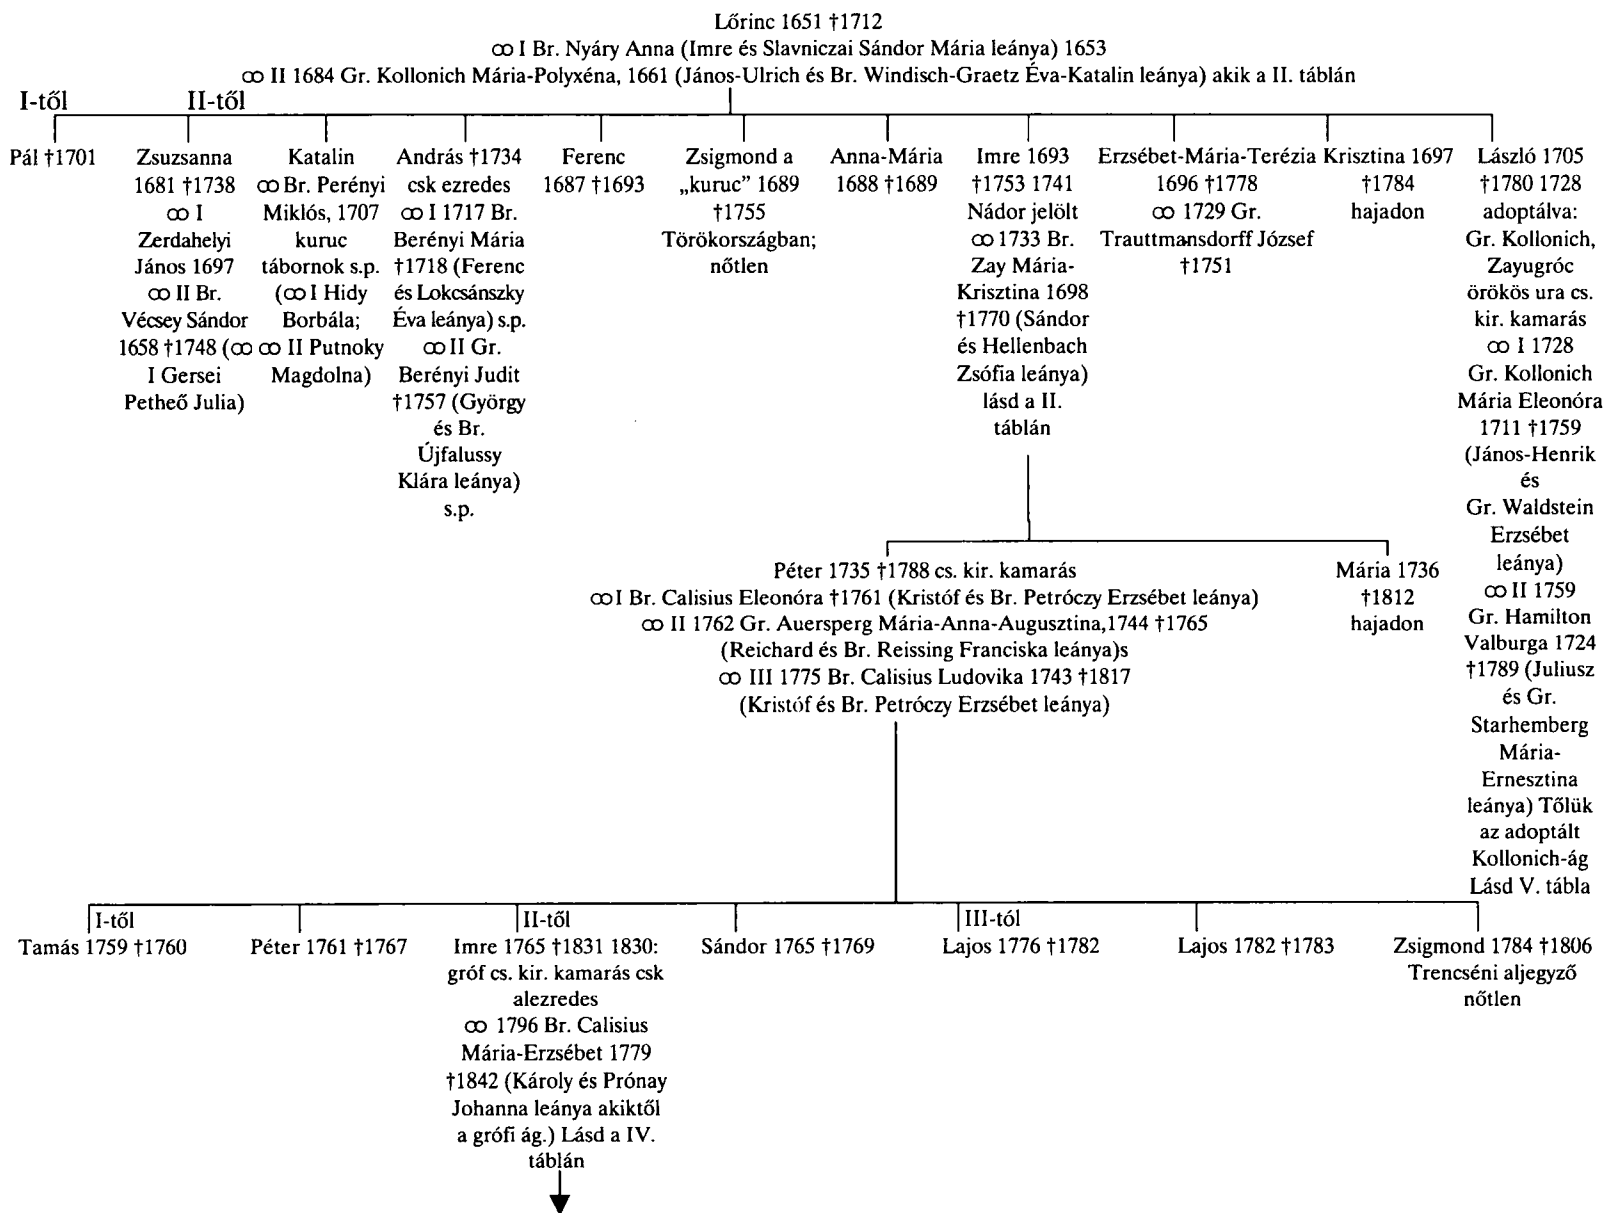 Lőrinc 1651 †1712
∞ I Br. Nyáry Anna (Imre és Slavniczai Sándor Mária leánya) 1653
∞ II 1684 Gr. Kollonich Mária-Polyxéna, 1661 (János-Ulrich és Br. Windisch-Graetz Éva-Katalin leánya) akik a II. táblán
I-től
II-től
Pál †1701
Zsuzsanna
1681 †1738
∞ I
Zerdahelyi
János 1697
∞ II Br.
Vécsey Sándor
1658 †1748 (∞
I Gersei
Petheő Julia)
Katalin
∞ Br. Perényi
Miklós, 1707
kuruc
tábornok s.p.
(∞ I Hidy
Borbála;
∞ II Putnoky
Magdolna)
András †1734
csk ezredes
∞ I 1717 Br.
Berényi Mária
†1718 (Ferenc
és Lokcsánszky
Éva leánya) s.p.
∞ II Gr.
Berényi Judit
†1757 (György
és Br.
Újfalussy
Klára leánya)
s.p.
Ferenc
1687 †1693
Zsigmond a
„kuruc” 1689
†1755
Törökországban;
nőtlen
Anna-Mária
1688 †1689
Imre 1693
†1753 1741
Nádor jelölt
∞ 1733 Br.
Zay Mária-
Krisztina 1698
†1770 (Sándor
és Hellenbach
Zsófia leánya)
lásd a II.
táblán
Erzsébet-Mária-Terézia
1696 †1778
∞ 1729 Gr.
Trauttmansdorff József
†1751
Krisztina 1697
†1784
hajadon
László 1705
†1780 1728
adoptálva:
Gr. Kollonich,
Zayugróc
örökös ura cs.
kir. kamarás
∞ I 1728
Gr. Kollonich
Mária Eleonóra
1711 †1759
(János-Henrik
és
Gr. Waldstein
Erzsébet
leánya)
∞ II 1759
Gr. Hamilton
Valburga 1724
†1789 (Juliusz
és Gr.
Starhemberg
Mária-
Ernesztina
leánya) Tőlük
az adoptált
Kollonich-ág
Lásd V. tábla
Péter 1735 †1788 cs. kir. kamarás
∞ I Br. Calisius Eleonóra †1761 (Kristóf és Br. Petróczy Erzsébet leánya)
∞ II 1762 Gr. Auersperg Mária-Anna-Augusztina,1744 †1765
(Reichard és Br. Reissing Franciska leánya)s
∞ III 1775 Br. Calisius Ludovika 1743 †1817
(Kristóf és Br. Petróczy Erzsébet leánya)
Mária 1736
†1812
hajadon
I-től
Tamás 1759 †1760
Péter 1761 †1767
II-től
Imre 1765 †1831 1830:
gróf cs. kir. kamarás csk
alezredes
∞ 1796 Br. Calisius
Mária-Erzsébet 1779
†1842 (Károly és Prónay
Johanna leánya akiktől
a grófi ág.) Lásd a IV.
táblán
Sándor 1765 †1769
III-tól
Lajos 1776 †1782
Lajos 1782 †1783
Zsigmond 1784 †1806
Trencséni aljegyző
nőtlen